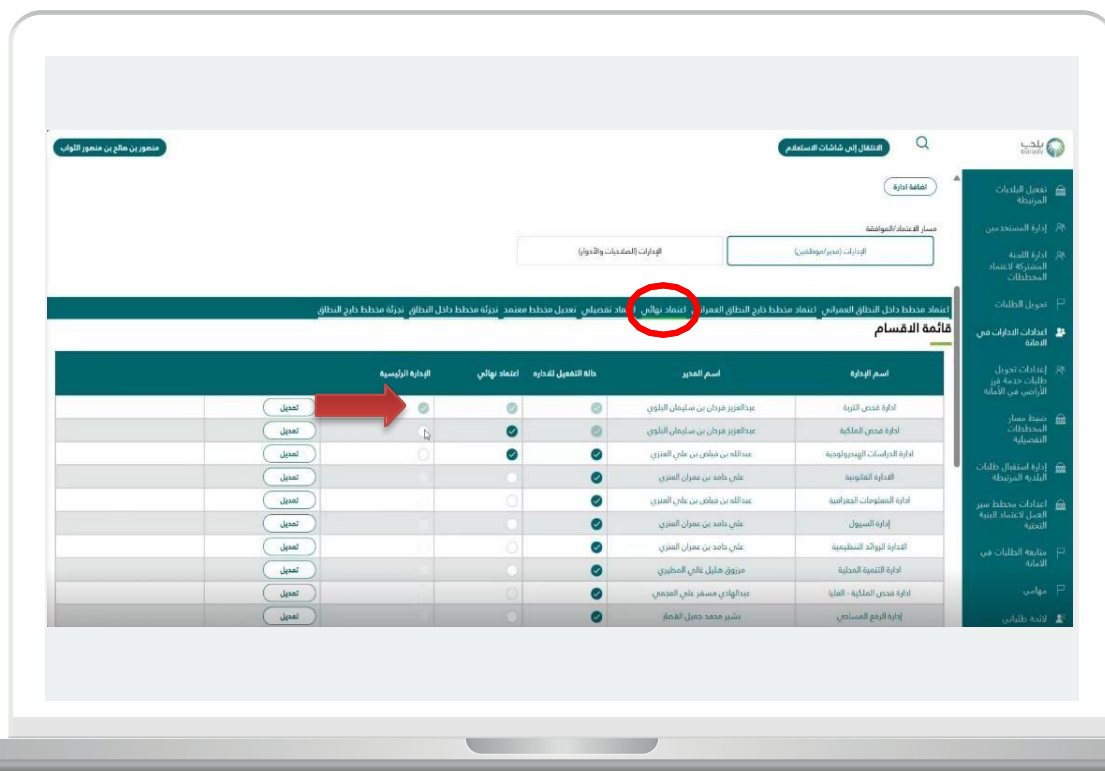 بلدي
الانتقال إلى شاشات الاستعلام
منصور بن صالح بن منصور اللواب
تفعيل البلديات المرتبطة
إدارة المستخدمين
ادارة اللجنة المشتركة لاعتماد المخططات
تحويل الطلبات
اعدادات الادارات في الامانة
إعدادات تحويل طلبات خدمة فرز الأراضي في الأمانة
ضبط مسار المخططات التفصيلية
إدارة استقبال طلبات البلدية المرتبطة
اعدادات مخطط سير العمل لاعتماد البنية التحتية
متابعة الطلبات في الامانة
مهامي
لائحة طلباتي
اضافة ادارة
مسار الاعتماد/الموافقة
الإدارات (مدير/موظفين)
الإدارات (الصلاحيات والأدوار)
اعتماد مخطط داخل النطاق العمراني اعتماد مخطط خارج النطاق العمراني اعتماد نهائي اعتماد تفصيلي تعديل مخطط معتمد تجزئة مخطط داخل النطاق تجزئة مخطط خارج النطاق
قائمة الاقسام
اسم الإدارة اسم المدير حالة التفعيل للاداره اعتماد نهائي الإدارة الرئيسية
ادارة فحص التربة عبدالعزيز فرحان بن سليمان البلوي تعديل
ادارة فحص الملكية عبدالعزيز فرحان بن سليمان البلوي تعديل
ادارة الدراسات الهيدرولوجية عبدالله بن فياض بن علي العنزي تعديل
الادارة القانونية علي حامد بن عمران العنزي تعديل
ادارة المعلومات الجغرافية عبدالله بن فياض بن علي العنزي تعديل
إدارة السيول علي حامد بن عمران العنزي تعديل
الادارة الزوائد التنظيمية علي حامد بن عمران العنزي تعديل
ادارة التنمية المحلية مرزوق هليل غالي المطيري تعديل
ادارة فحص الملكية - العليا عبدالهادي مسفر علي العجمي تعديل
إدارة الرفع المساحي بشير محمد جميل القصار تعديل